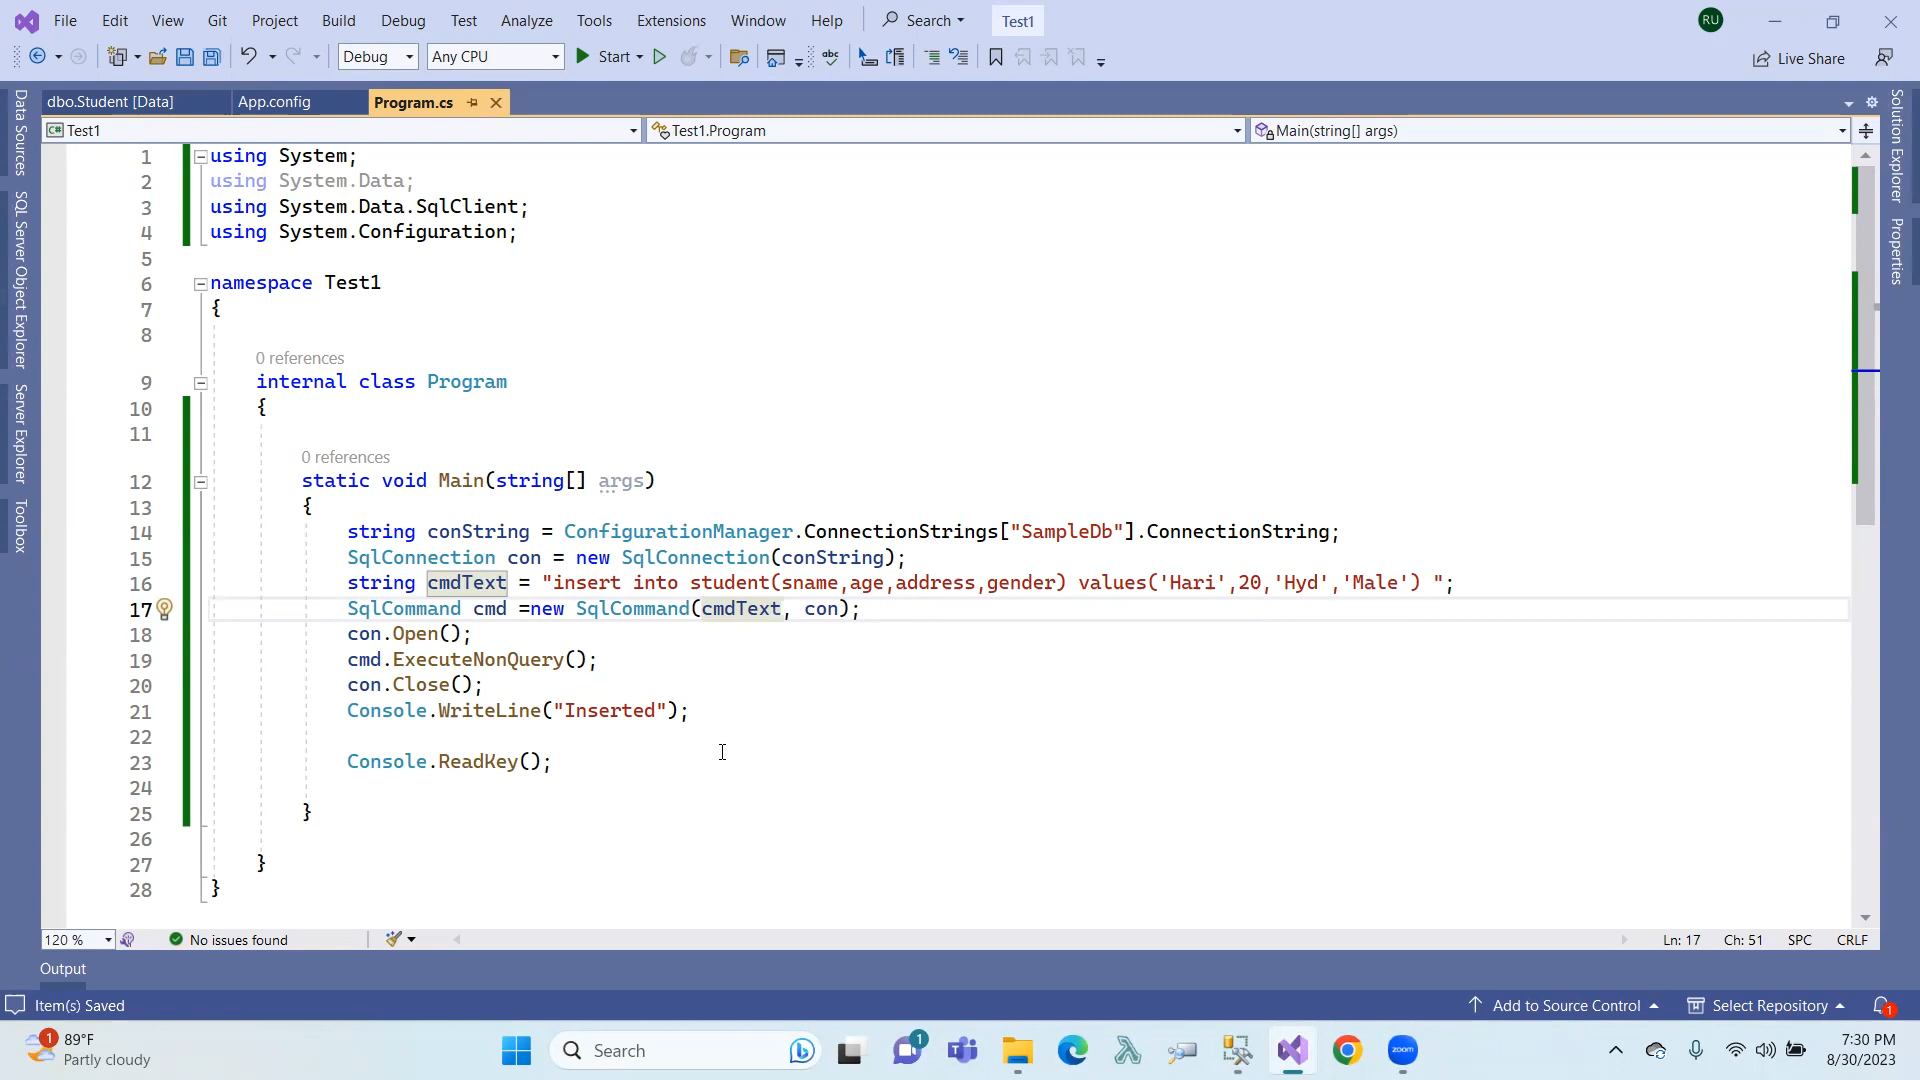 File Edit View Git Project Build Debug Test Analyze Tools Extensions Window Help Search Test1 RU
Debug Any CPU Start abc Live Share
dbo.Student [Data] App.config Program.cs
C# Test1 Test1.Program Main(string[] args)
Data Sources
SQL Server Object Explorer
Server Explorer
Toolbox
1 using System;
2 using System.Data;
3 using System.Data.SqlClient;
4 using System.Configuration;
5
6 namespace Test1
7 {
8
0 references
9 internal class Program
10 {
11
0 references
12 static void Main(string[] args)
13 {
14 string conString = ConfigurationManager.ConnectionStrings["SampleDb"].ConnectionString;
15 SqlConnection con = new SqlConnection(conString);
16 string cmdText = "insert into student(sname,age,address,gender) values('Hari',20,'Hyd','Male') ";
17 SqlCommand cmd =new SqlCommand(cmdText, con);
18 con.Open();
19 cmd.ExecuteNonQuery();
20 con.Close();
21 Console.WriteLine("Inserted");
22
23 Console.ReadKey();
24
25 }
26
27 }
28 }
Solution Explorer
Properties
120 % No issues found Ln: 17 Ch: 51 SPC CRLF
Output
Item(s) Saved Add to Source Control Select Repository 1
1 89°F
Partly cloudy
Search 1 zoom
7:30 PM
8/30/2023